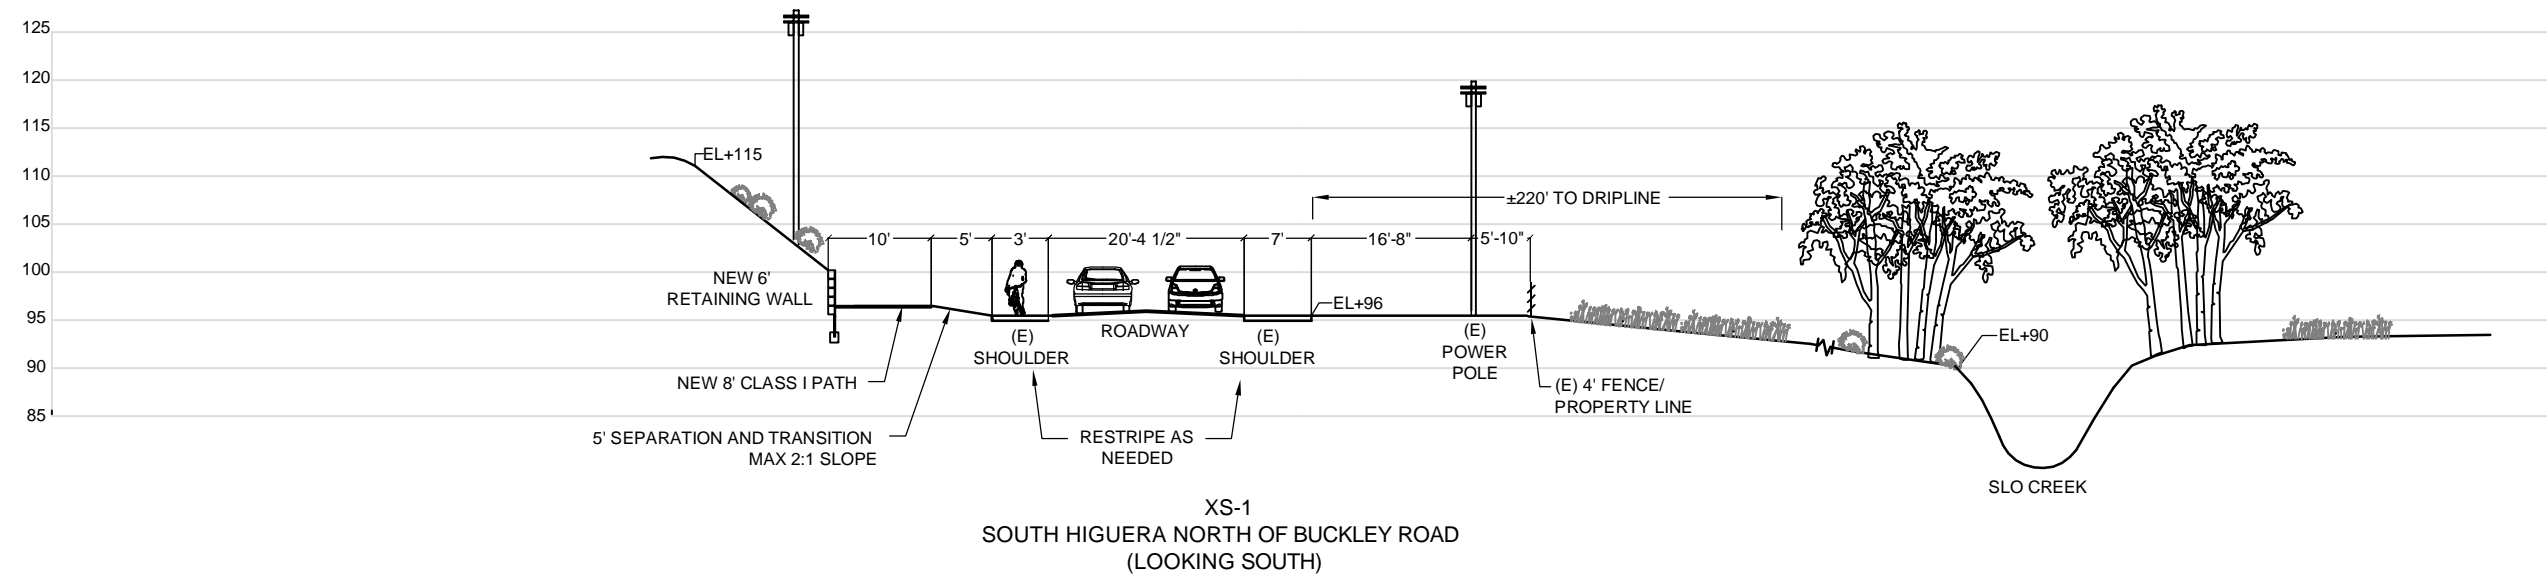 125
120
115
110
105
100
95
90
85
EL+115
±220' TO DRIPLINE
10'
5'
3'
20'-4 1/2"
7'
16'-8"
5'-10"
NEW 6'
RETAINING WALL
EL+96
(E)
SHOULDER
ROADWAY
(E)
SHOULDER
(E)
POWER
POLE
EL+90
NEW 8' CLASS I PATH
(E) 4' FENCE/
PROPERTY LINE
5' SEPARATION AND TRANSITION
MAX 2:1 SLOPE
RESTRIPE AS
NEEDED
SLO CREEK
XS-1
SOUTH HIGUERA NORTH OF BUCKLEY ROAD
(LOOKING SOUTH)